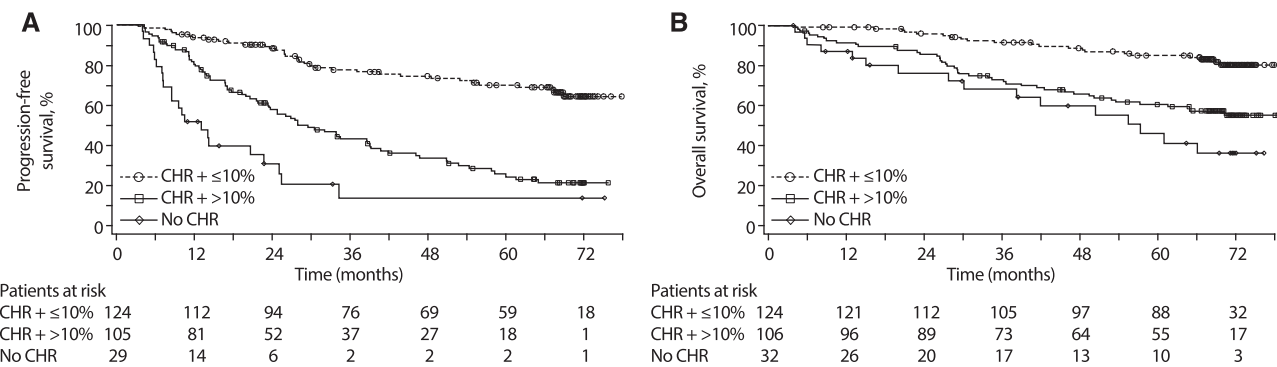 A
100
80
60
40
20
0
Progression-free
survival, %
CHR + ≤10%
CHR + >10%
No CHR
0 12 24 36 48 60 72
Time (months)
Patients at risk
CHR + ≤10% 124 112 94 76 69 59 18
CHR + >10% 105 81 52 37 27 18 1
No CHR 29 14 6 2 2 2 1
B
100
80
60
40
20
0
Overall survival, %
CHR + ≤10%
CHR + >10%
No CHR
0 12 24 36 48 60 72
Time (months)
Patients at risk
CHR + ≤10% 124 121 112 105 97 88 32
CHR + >10% 106 96 89 73 64 55 17
No CHR 32 26 20 17 13 10 3